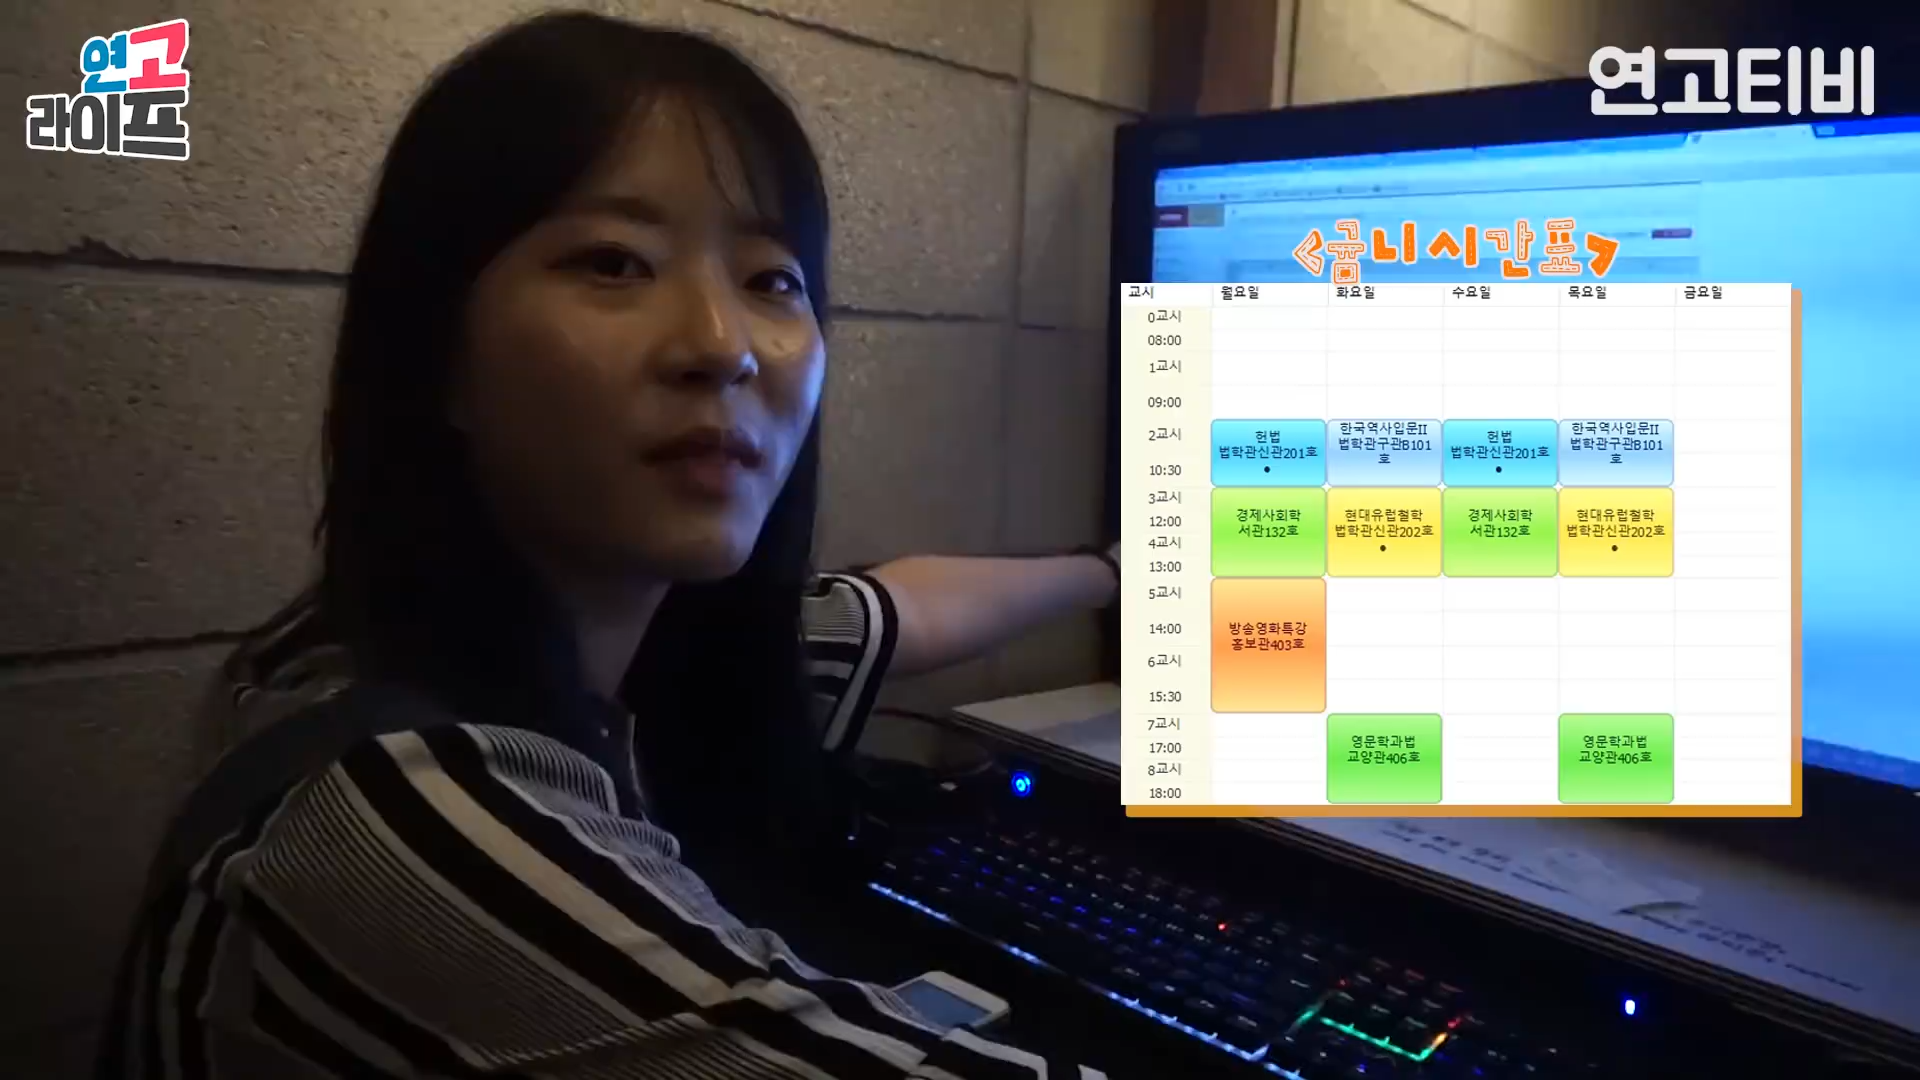 연고
라이프
연고티비
<곰니시간표>
교시 월요일 화요일 수요일 목요일 금요일
0교시
08:00
1교시
09:00
2교시
10:30
3교시
12:00
4교시
13:00
5교시
14:00
6교시
15:30
7교시
17:00
8교시
18:00
헌법
법학관신관201호
한국역사입문II
법학관구관B101
호
헌법
법학관신관201호
한국역사입문II
법학관구관B101
호
경제사회학
서관132호
현대유럽철학
법학관신관202호
경제사회학
서관132호
현대유럽철학
법학관신관202호
방송영화특강
홍보관403호
영문학과법
교양관406호
영문학과법
교양관406호